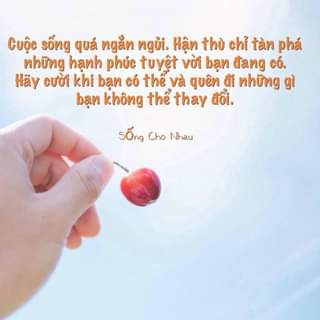 Cuộc sống quá ngắn ngủi. Hận thù chỉ tàn phá
những hạnh phúc tuyệt vời bạn đang có.
Hãy cười khi bạn có thể và quên đi những gì
bạn không thể thay đổi.
Sống Cho Nhau